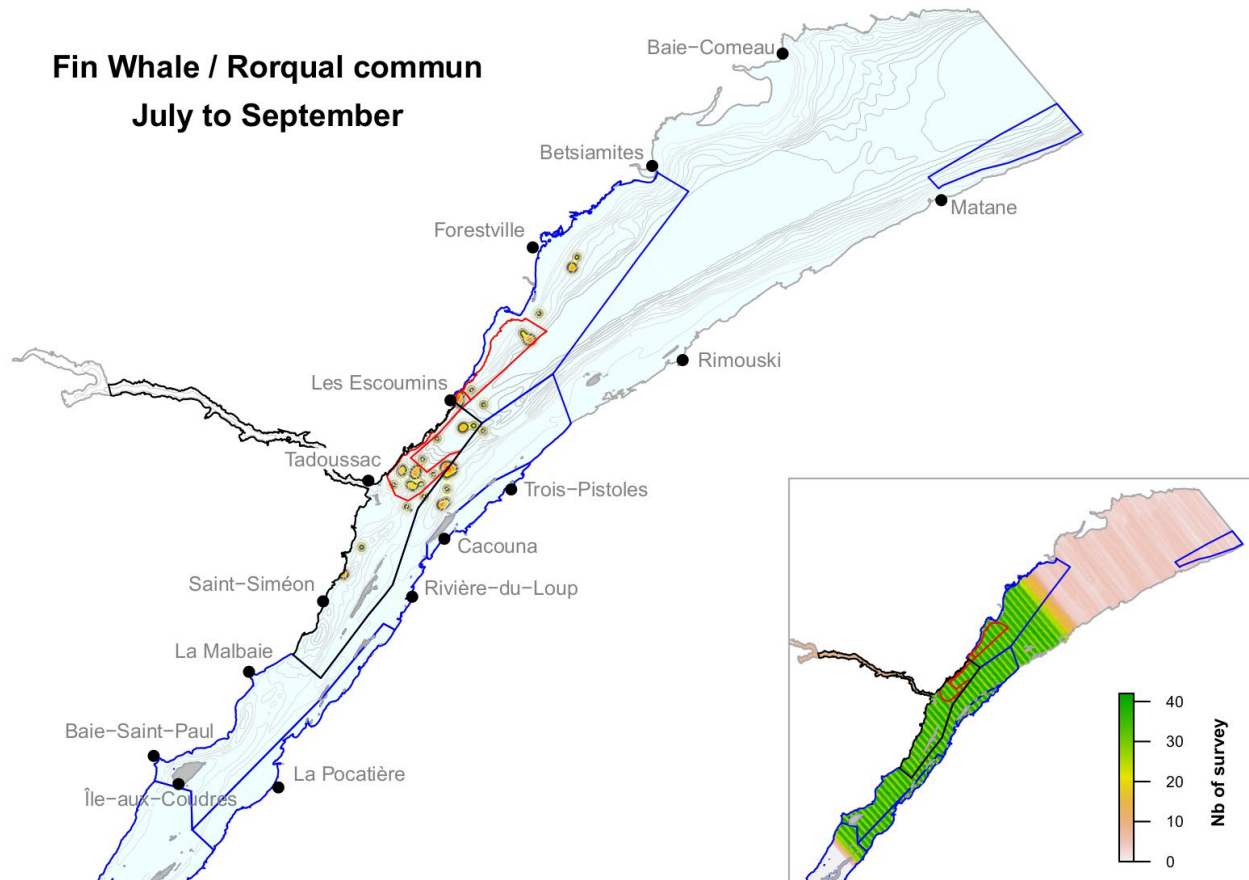 Fin Whale / Rorqual commun
July to September
Baie−Comeau
Betsiamites
Matane
Forestville
Rimouski
Les Escoumins
Tadoussac
Trois−Pistoles
Cacouna
Saint−Siméon
Rivière−du−Loup
La Malbaie
Baie−Saint−Paul
La Pocatière
Île−aux−Coudres
40
30
20
10
0
Nb of survey